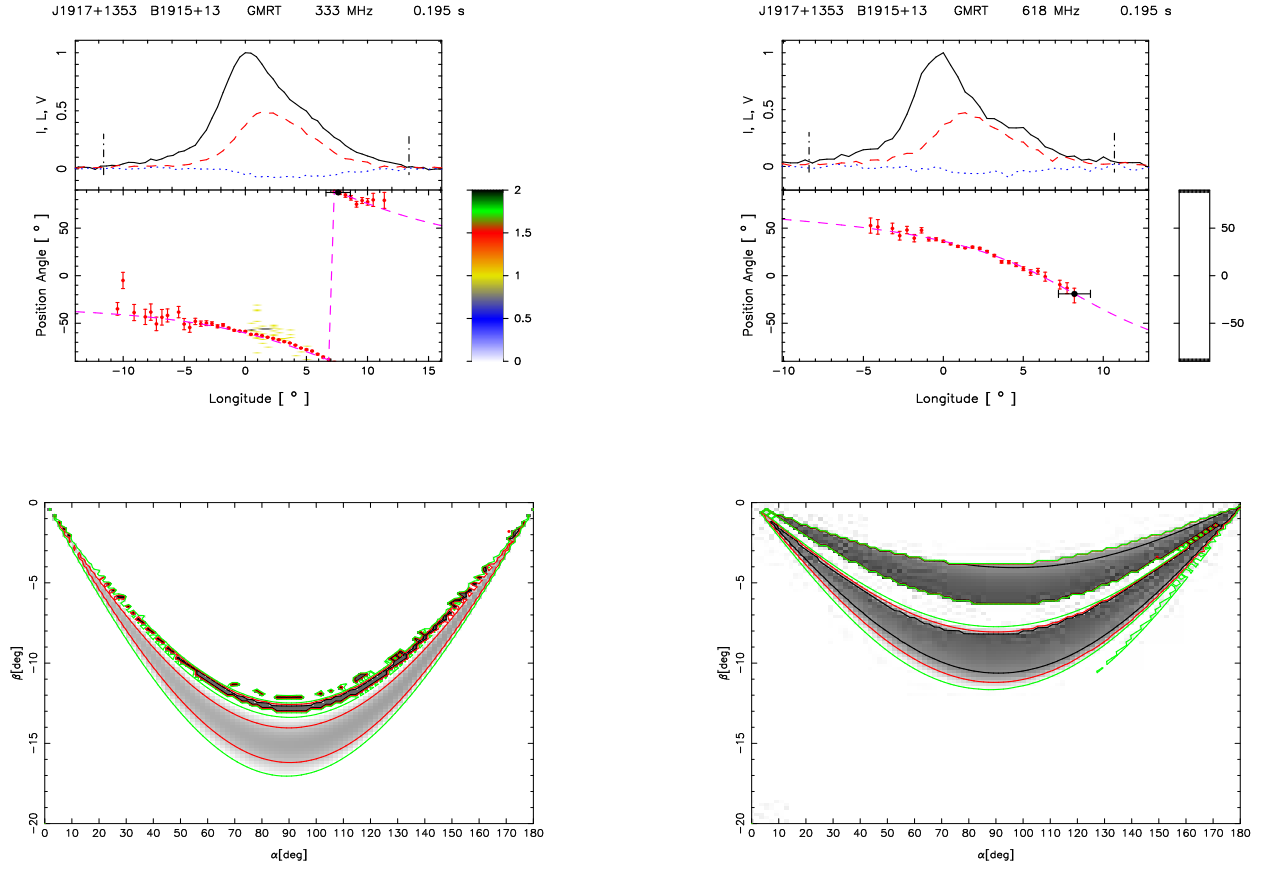 J1917+1353 B1915+13 GMRT 333 MHz 0.195 s
I, L, V
1
0.5
0
Position Angle [ ° ]
50
0
−50
2
1.5
1
0.5
0
−10 −5 0 5 10 15
Longitude [ ° ]
J1917+1353 B1915+13 GMRT 618 MHz 0.195 s
I, L, V
1
0.5
0
Position Angle [ ° ]
50
0
−50
50
0
−50
−10 −5 0 5 10
Longitude [ ° ]
β[deg]
0
−5
−10
−15
−20
0 10 20 30 40 50 60 70 80 90 100 110 120 130 140 150 160 170 180
α[deg]
β[deg]
0
−5
−10
−15
−20
0 10 20 30 40 50 60 70 80 90 100 110 120 130 140 150 160 170 180
α[deg]